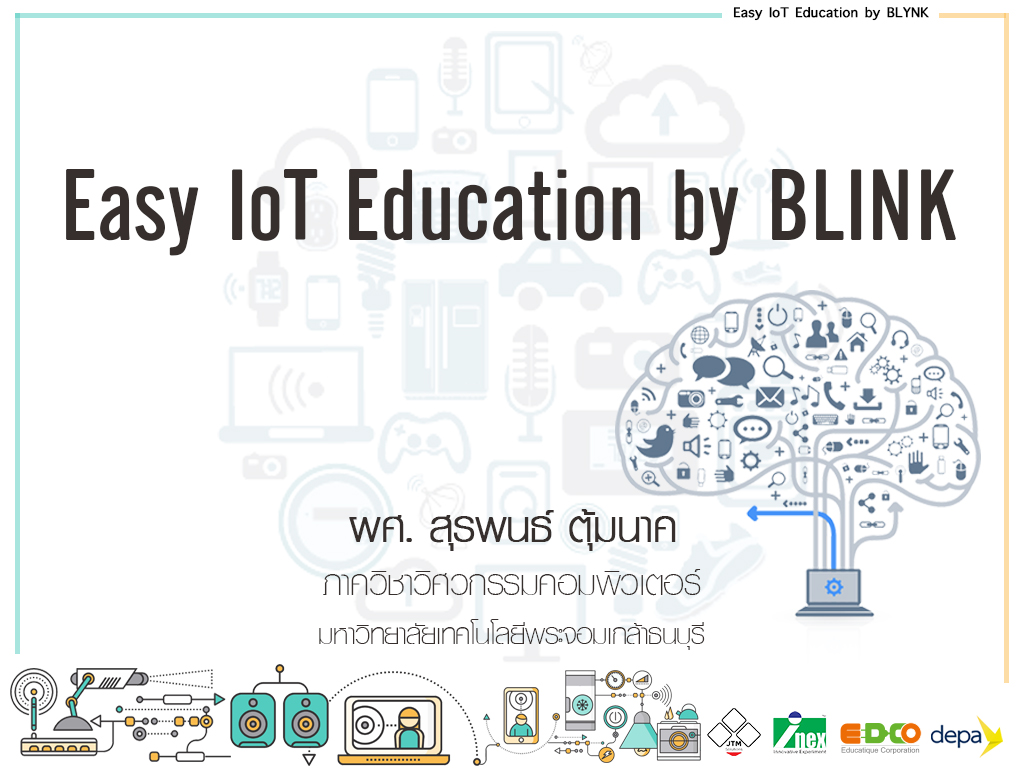 Easy IoT Education by BLYNK
Easy IoT Education by BLINK
ผศ. สุรพนธ์ ตุ้มนาค
ภาควิชาวิศวกรรมคอมพิวเตอร์
มหาวิทยาลัยเทคโนโลยีพระจอมเกล้าธนบุรี
JTM
inex
Innovative Experiment
E-DCO
Educatique Corporation
depa